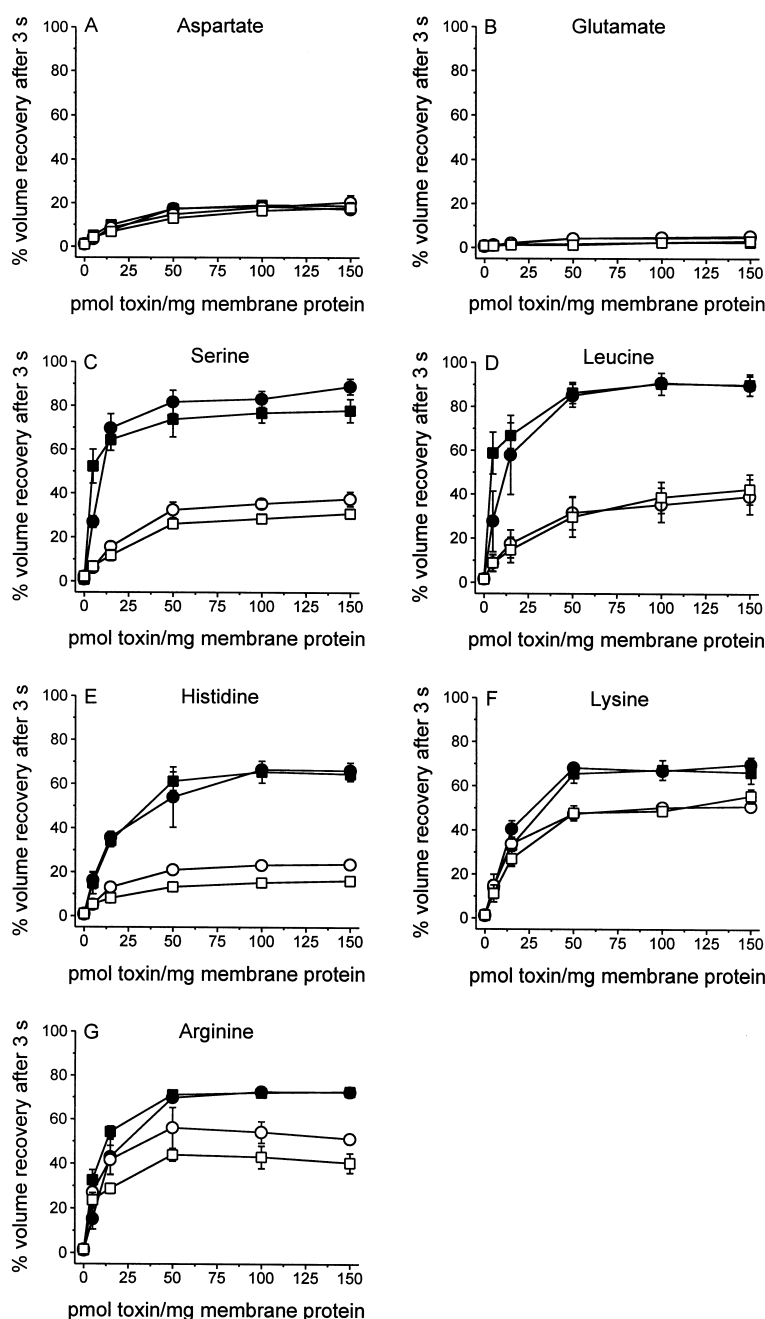 A Aspartate
% volume recovery after 3 s
100
80
60
40
20
0
0 25 50 75 100 125 150
pmol toxin/mg membrane protein
B Glutamate
% volume recovery after 3 s
100
80
60
40
20
0
0 25 50 75 100 125 150
pmol toxin/mg membrane protein
C Serine
% volume recovery after 3 s
100
80
60
40
20
0
0 25 50 75 100 125 150
pmol toxin/mg membrane protein
D Leucine
% volume recovery after 3 s
100
80
60
40
20
0
0 25 50 75 100 125 150
pmol toxin/mg membrane protein
E Histidine
% volume recovery after 3 s
100
80
60
40
20
0
0 25 50 75 100 125 150
pmol toxin/mg membrane protein
F Lysine
% volume recovery after 3 s
100
80
60
40
20
0
0 25 50 75 100 125 150
pmol toxin/mg membrane protein
G Arginine
% volume recovery after 3 s
100
80
60
40
20
0
0 25 50 75 100 125 150
pmol toxin/mg membrane protein